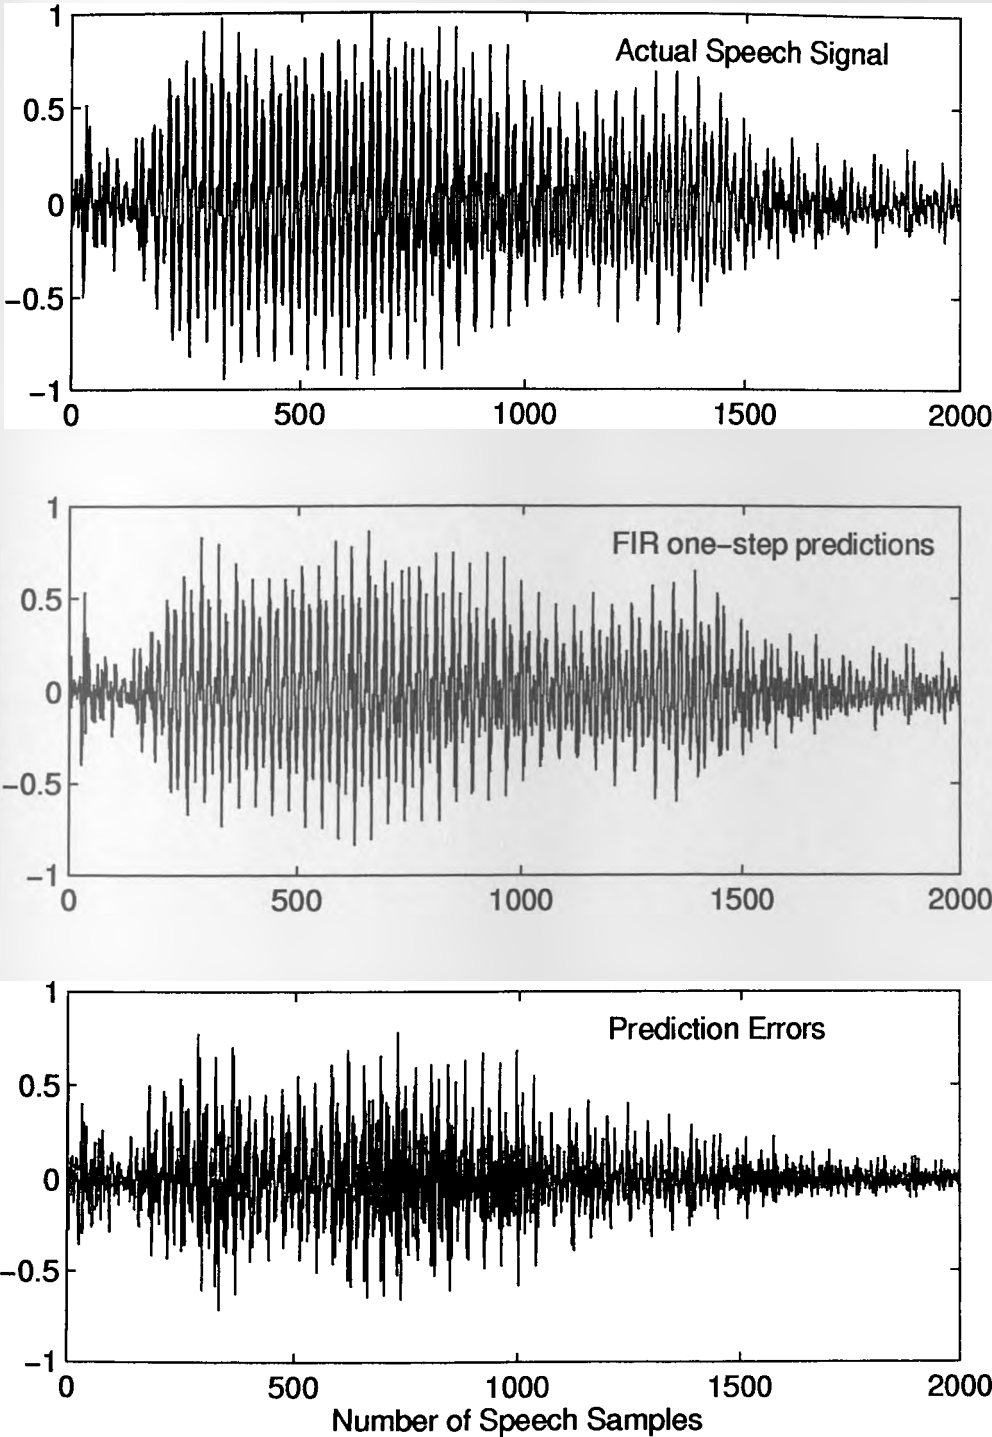 1
Actual Speech Signal
0.5
0
−0.5
−1
0 500 1000 1500 2000
1
FIR one−step predictions
0.5
0
−0.5
−1
0 500 1000 1500 2000
1
Prediction Errors
0.5
0
−0.5
−1
0 500 1000 1500 2000
Number of Speech Samples